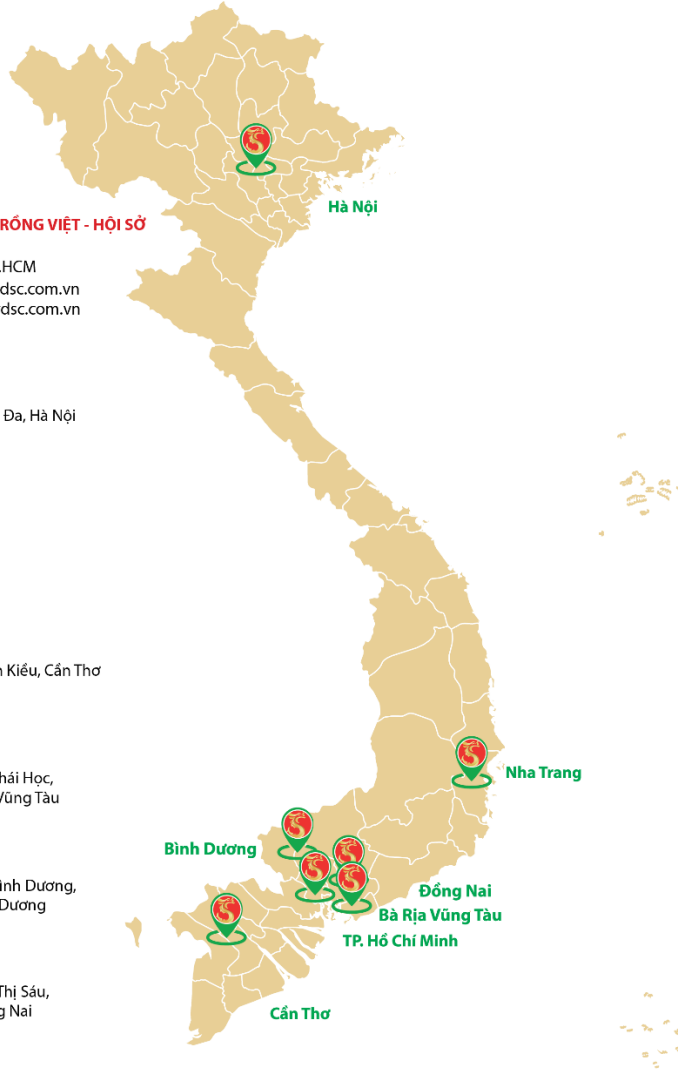 Hà Nội
RỒNG VIỆT - HỘI SỞ
.HCM
dsc.com.vn
dsc.com.vn
Đa, Hà Nội
Kiều, Cần Thơ
Nha Trang
hái Học,
Vũng Tàu
Bình Dương
ình Dương,
Dương
Đồng Nai
Bà Rịa Vũng Tàu
TP. Hồ Chí Minh
Thị Sáu,
g Nai
Cần Thơ